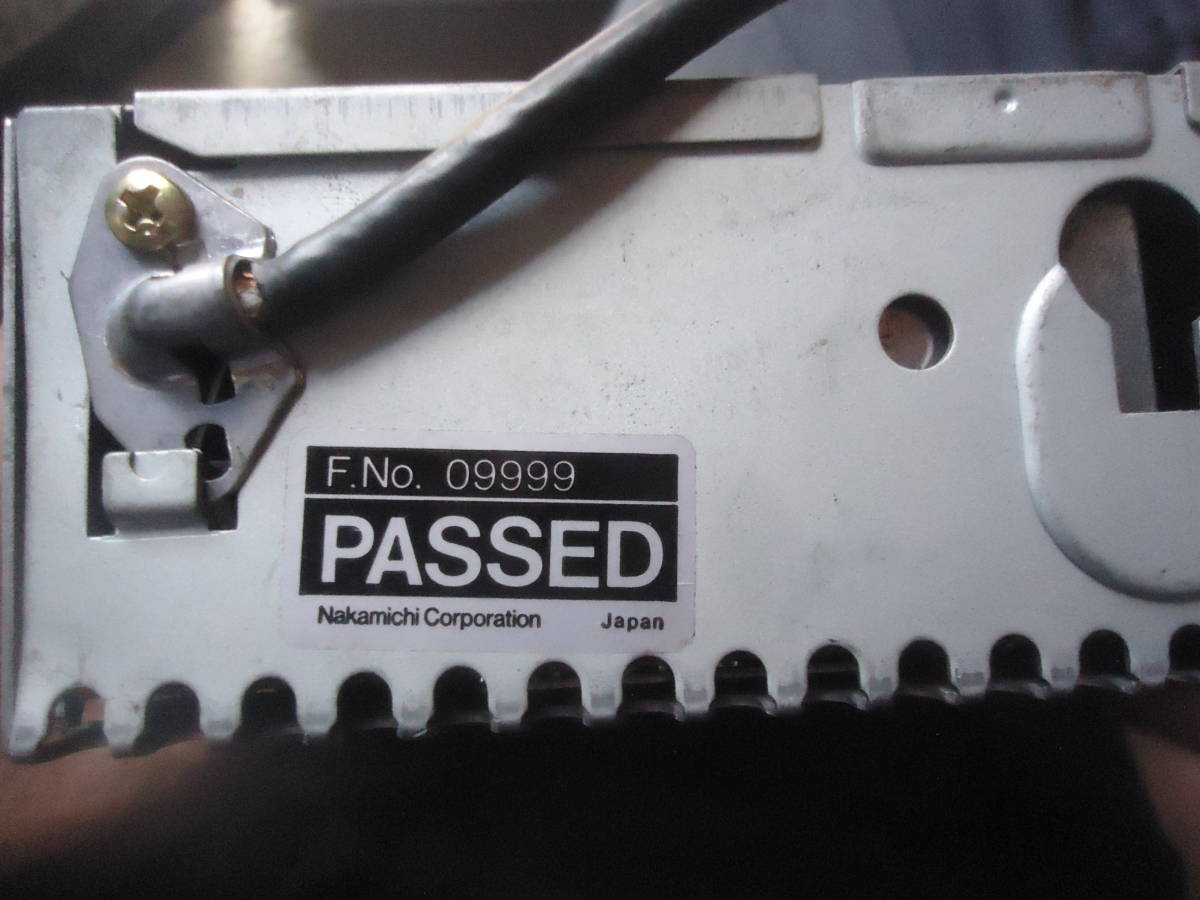 F.No. 09999
PASSED
Nakamichi Corporation Japan